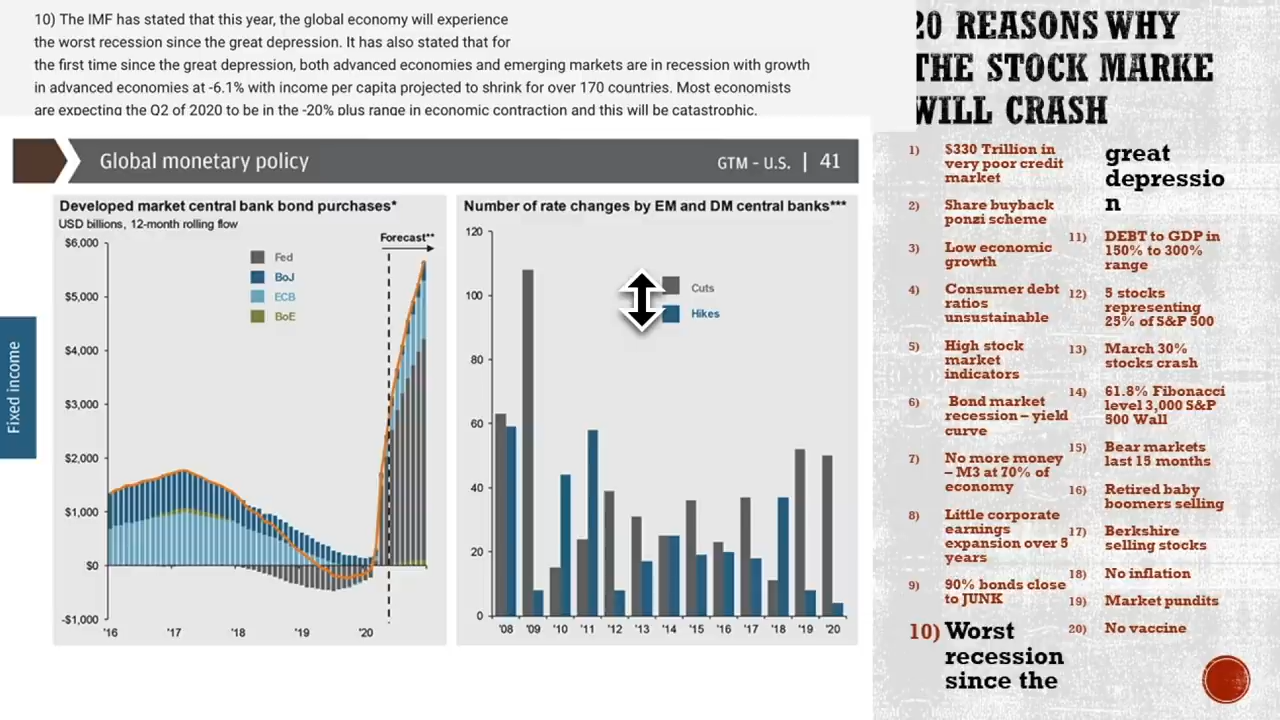 10) The IMF has stated that this year, the global economy will experience
the worst recession since the great depression. It has also stated that for
the first time since the great depression, both advanced economies and emerging markets are in recession with growth
in advanced economies at -6.1% with income per capita projected to shrink for over 170 countries. Most economists
are expecting the Q2 of 2020 to be in the -20% plus range in economic contraction and this will be catastrophic.
Global monetary policy
GTM – U.S. | 41
Fixed income
Developed market central bank bond purchases*
USD billions, 12-month rolling flow
Forecast**
$6,000
$5,000
$4,000
$3,000
$2,000
$1,000
$0
-$1,000
Fed
BoJ
ECB
BoE
'16 '17 '18 '19 '20
Number of rate changes by EM and DM central banks***
120
100
80
60
40
20
0
Cuts
Hikes
'08 '09 '10 '11 '12 '13 '14 '15 '16 '17 '18 '19 '20
20 REASONS WHY
THE STOCK MARKE
WILL CRASH
1) $330 Trillion in
very poor credit
market
2) Share buyback
ponzi scheme
3) Low economic
growth
4) Consumer debt
ratios
unsustainable
5) High stock
market
indicators
6) Bond market
recession – yield
curve
7) No more money
– M3 at 70% of
economy
8) Little corporate
earnings
expansion over 5
years
9) 90% bonds close
to JUNK
10) Worst
recession
since the
great
depressio
n
11) DEBT to GDP in
150% to 300%
range
12) 5 stocks
representing
25% of S&P 500
13) March 30%
stocks crash
14) 61.8% Fibonacci
level 3,000 S&P
500 Wall
15) Bear markets
last 15 months
16) Retired baby
boomers selling
17) Berkshire
selling stocks
18) No inflation
19) Market pundits
20) No vaccine